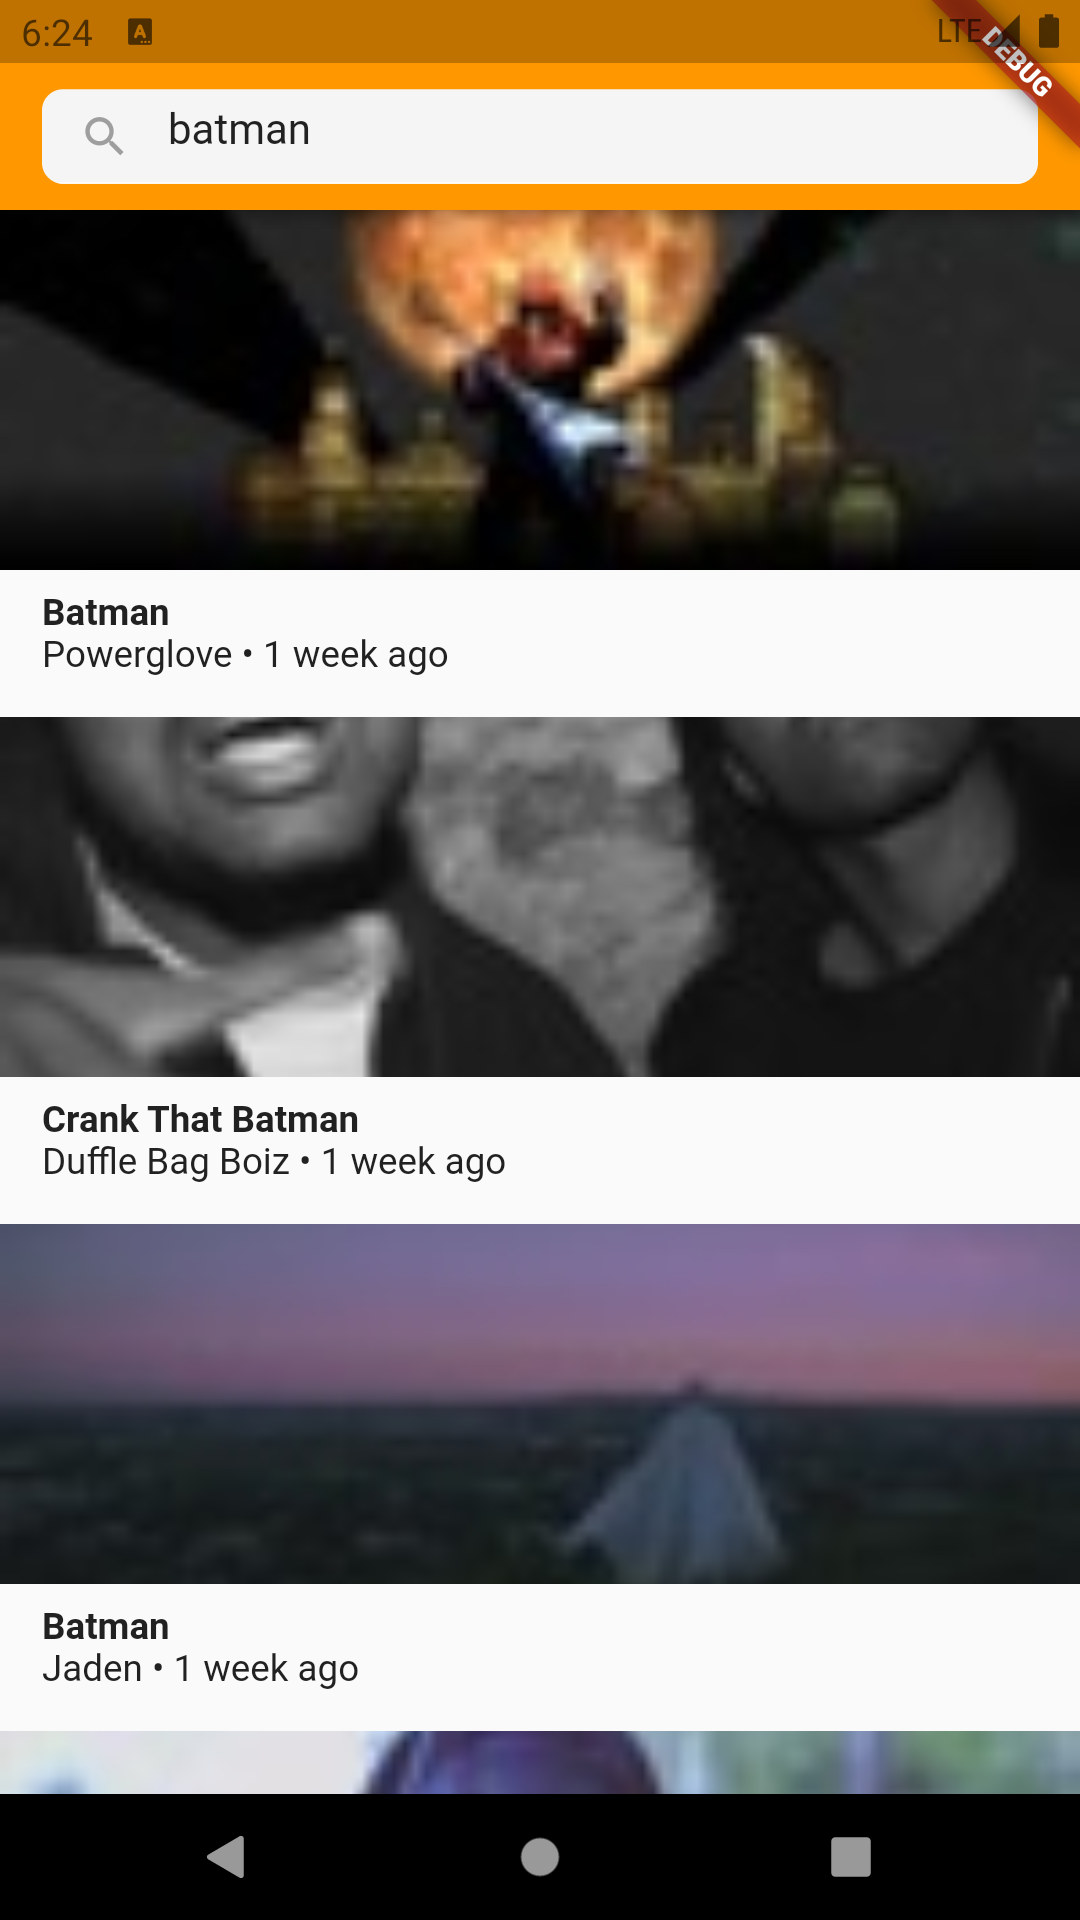 6:24
LTE
DEBUG
batman
Batman
Powerglove • 1 week ago
Crank That Batman
Duffle Bag Boiz • 1 week ago
Batman
Jaden • 1 week ago